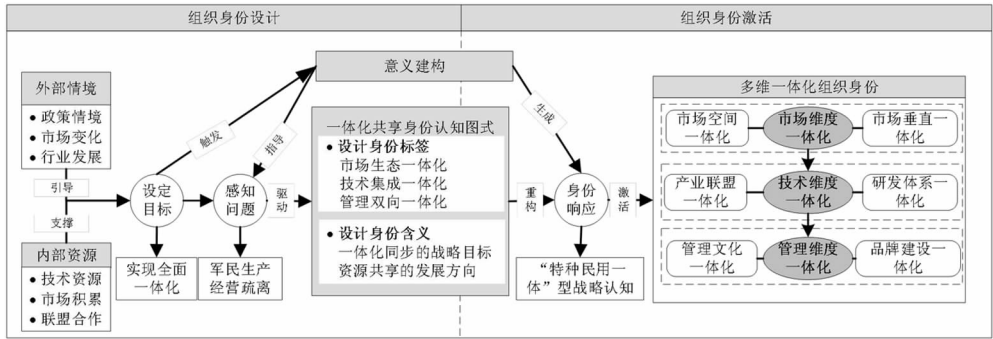 组织身份设计
组织身份激活
外部情境
● 政策情境
● 市场变化
● 行业发展
引导
支撑
内部资源
● 技术资源
● 市场积累
● 联盟合作
设定
目标
实现全面
一体化
触发
意义建构
指导
感知
问题
军民生产
经营疏离
驱动
一体化共享身份认知图式
● 设计身份标签
市场生态一体化
技术集成一体化
管理双向一体化
● 设计身份含义
一体化同步的战略目标
资源共享的发展方向
生成
重构
身份
响应
“特种民用一
体”型战略认知
激活
多维一体化组织身份
市场空间
一体化
市场维度
一体化
市场垂直一
体化
产业联盟
一体化
技术维度
一体化
研发体系一
体化
管理文化
一体化
管理维度
一体化
品牌建设一
体化